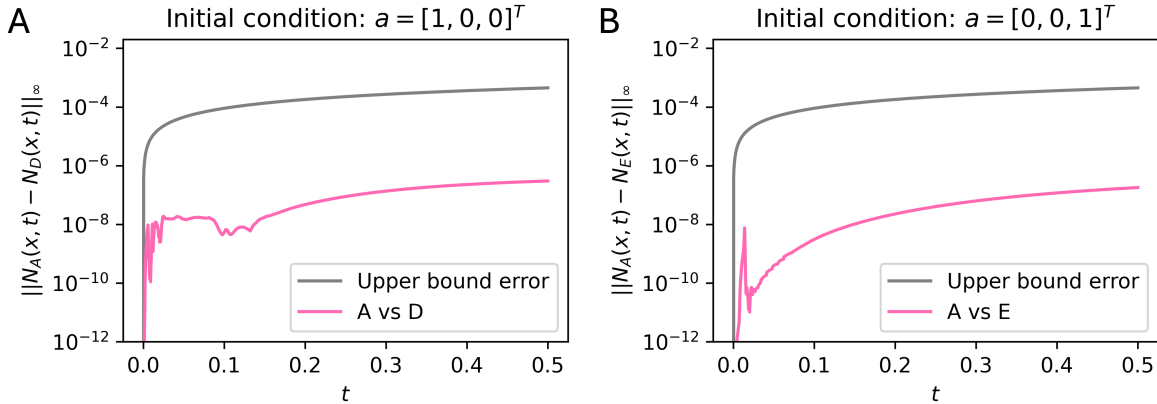 A
Initial condition: $a = [1, 0, 0]^T$
$||N_A(x, t) - N_D(x, t)||_\infty$
$10^{-2}$
$10^{-4}$
$10^{-6}$
$10^{-8}$
$10^{-10}$
$10^{-12}$
Upper bound error
A vs D
0.0 0.1 0.2 0.3 0.4 0.5
$t$
B
Initial condition: $a = [0, 0, 1]^T$
$||N_A(x, t) - N_E(x, t)||_\infty$
$10^{-2}$
$10^{-4}$
$10^{-6}$
$10^{-8}$
$10^{-10}$
$10^{-12}$
Upper bound error
A vs E
0.0 0.1 0.2 0.3 0.4 0.5
$t$